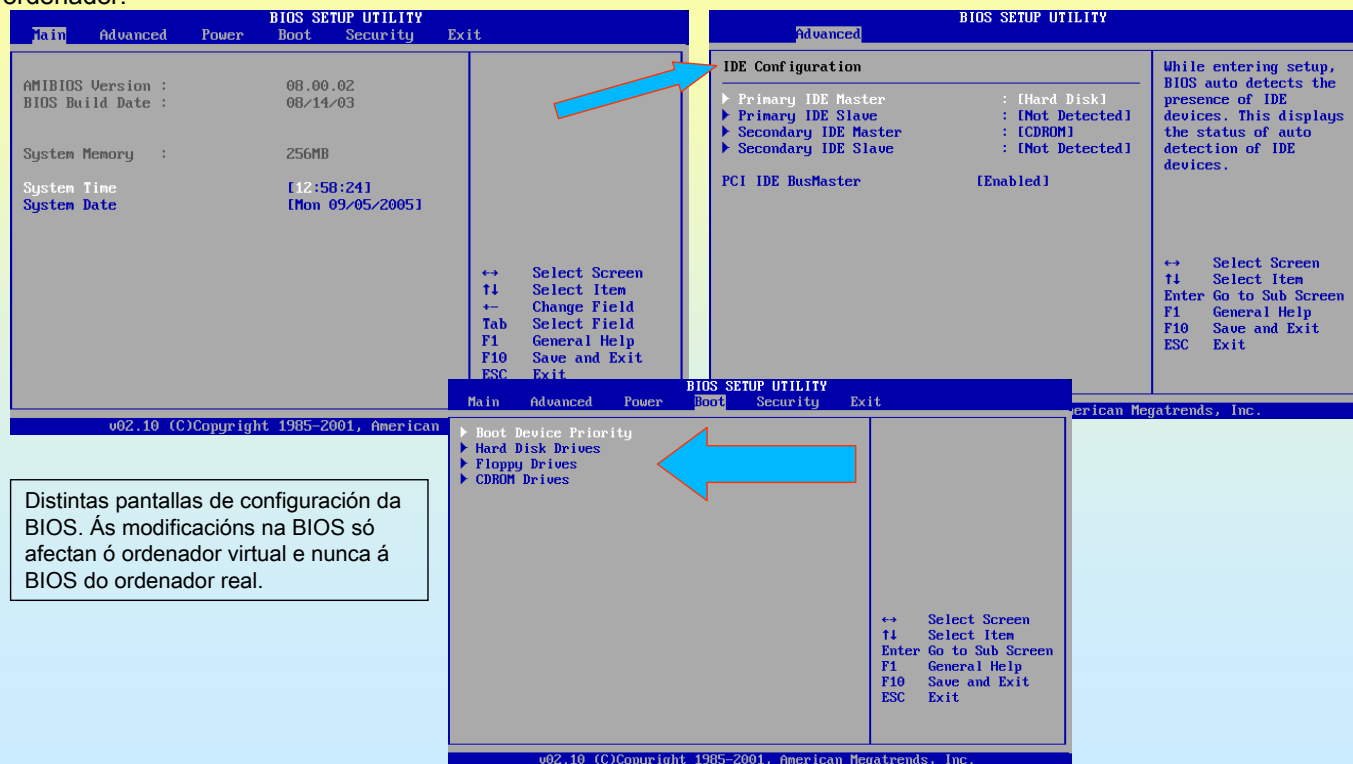 ordenador.
BIOS SETUP UTILITY
Main Advanced Power Boot Security Exit
AMIBIOS Version : 08.00.02
BIOS Build Date : 08/14/03
System Memory : 256MB
System Time [12:58:24]
System Date [Mon 09/05/2005]
↔ Select Screen
↑↓ Select Item
+- Change Field
Tab Select Field
F1 General Help
F10 Save and Exit
ESC Exit
v02.10 (C)Copyright 1985-2001, American
BIOS SETUP UTILITY
Advanced
IDE Configuration
Primary IDE Master : [Hard Disk]
Primary IDE Slave : [Not Detected]
Secondary IDE Master : [CDROM]
Secondary IDE Slave : [Not Detected]
PCI IDE BusMaster [Enabled]
While entering setup,
BIOS auto detects the
presence of IDE
devices. This displays
the status of auto
detection of IDE
devices.
↔ Select Screen
↑↓ Select Item
Enter Go to Sub Screen
F1 General Help
F10 Save and Exit
ESC Exit
erican Megatrends, Inc.
BIOS SETUP UTILITY
Main Advanced Power Boot Security Exit
Boot Device Priority
Hard Disk Drives
Floppy Drives
CDROM Drives
↔ Select Screen
↑↓ Select Item
Enter Go to Sub Screen
F1 General Help
F10 Save and Exit
ESC Exit
v02.10 (C)Copyright 1985-2001, American Megatrends, Inc.
Distintas pantallas de configuración da
BIOS. Ás modificacións na BIOS só
afectan ó ordenador virtual e nunca á
BIOS do ordenador real.